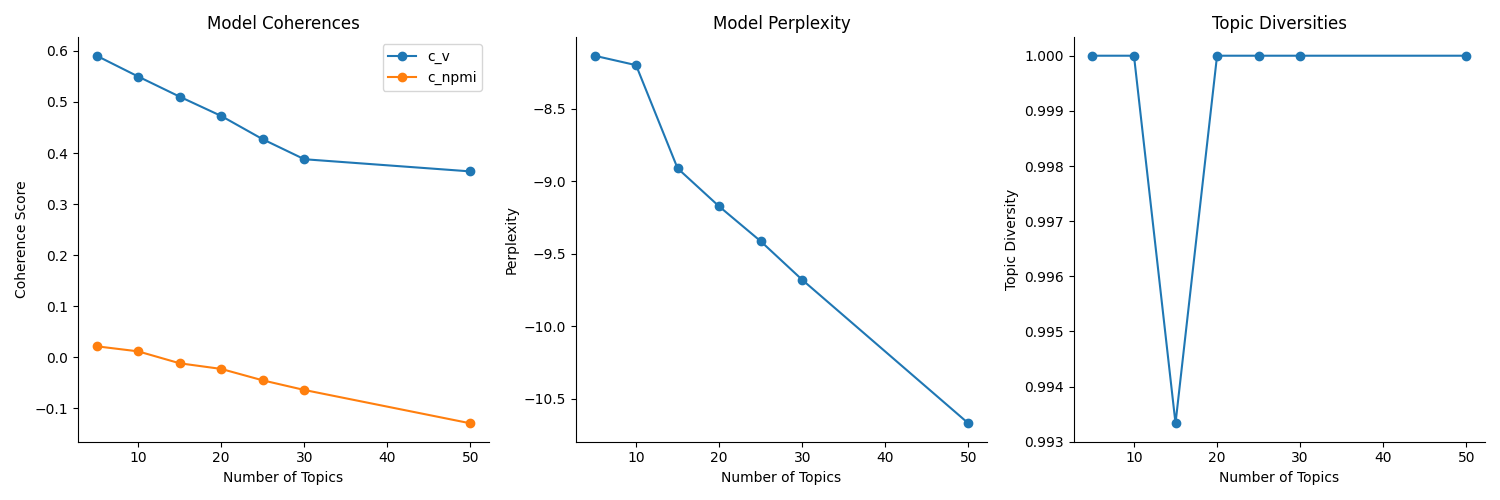 Model Coherences
c_v
c_npmi
0.6
0.5
0.4
0.3
0.2
0.1
0.0
−0.1
Coherence Score
10 20 30 40 50
Number of Topics
Model Perplexity
−8.5
−9.0
−9.5
−10.0
−10.5
Perplexity
10 20 30 40 50
Number of Topics
Topic Diversities
1.000
0.999
0.998
0.997
0.996
0.995
0.994
0.993
Topic Diversity
10 20 30 40 50
Number of Topics